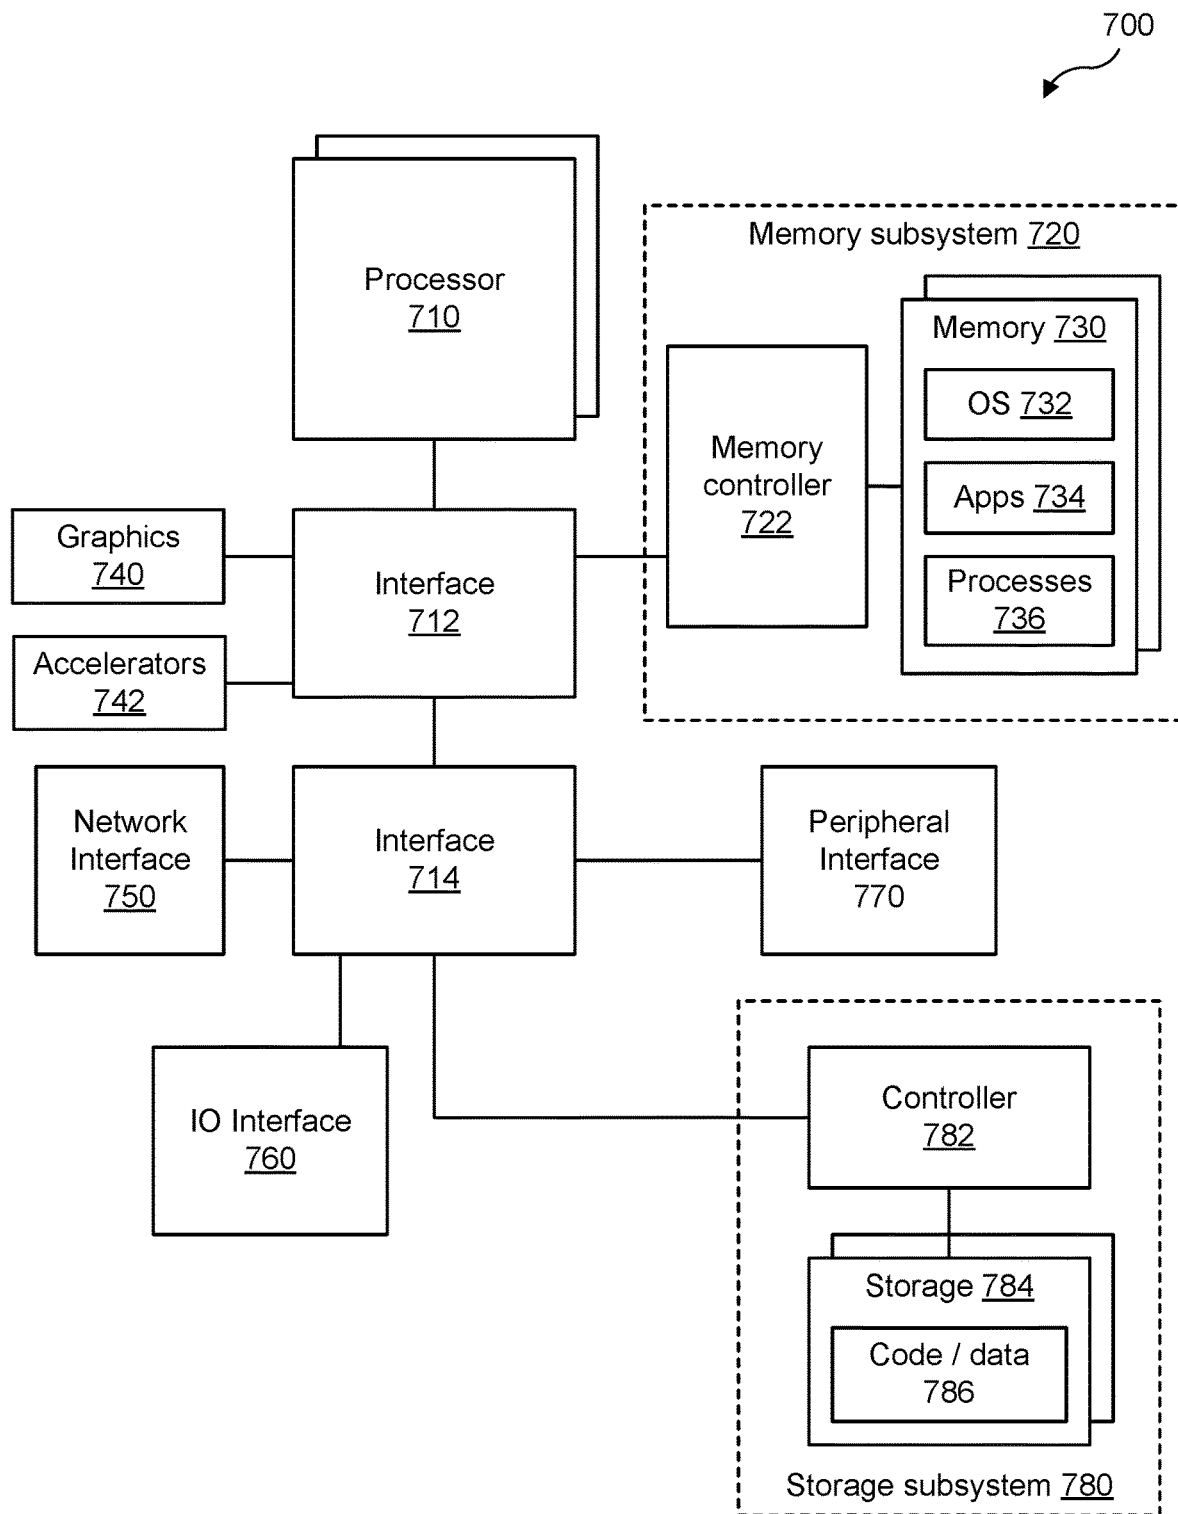 700
Processor
710
Memory subsystem 720
Memory 730
OS 732
Apps 734
Processes
736
Memory
controller
722
Graphics
740
Interface
712
Accelerators
742
Network
Interface
750
Interface
714
Peripheral
Interface
770
IO Interface
760
Controller
782
Storage 784
Code / data
786
Storage subsystem 780